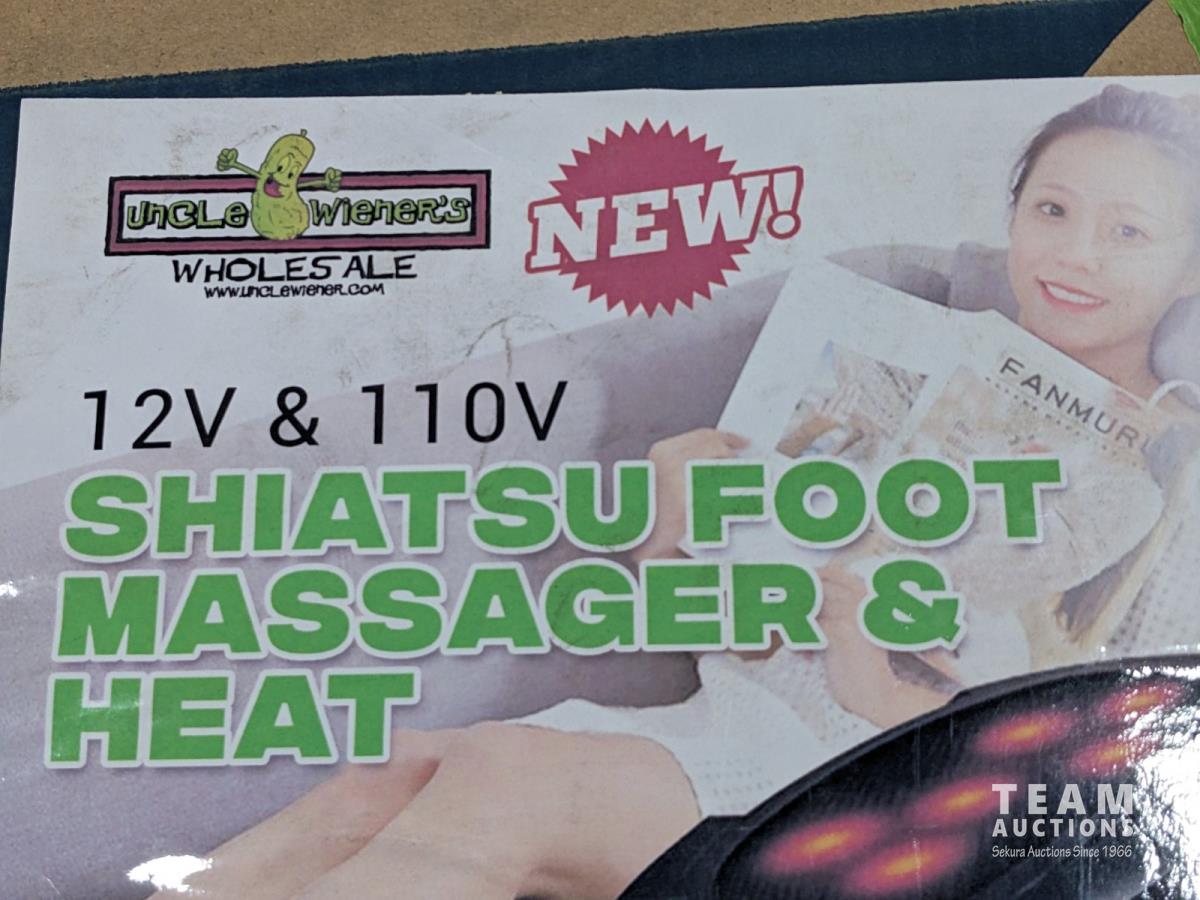 UNCLE WIENER'S
WHOLESALE
WWW.UNCLEWIENER.COM
NEW!
FANMURI
12V & 110V
SHIATSU FOOT
MASSAGER &
HEAT
TEAM
AUCTIONS
Sekura Auctions Since 1966